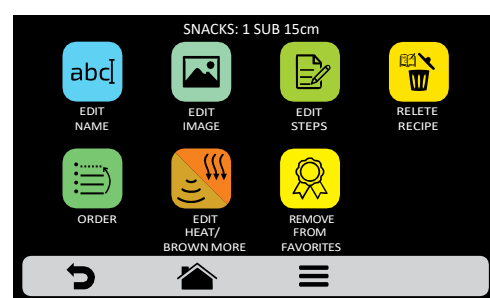 SNACKS: 1 SUB 15cm
abc
EDIT
NAME
EDIT
IMAGE
EDIT
STEPS
RELETE
RECIPE
ORDER
EDIT
HEAT/
BROWN MORE
REMOVE
FROM
FAVORITES